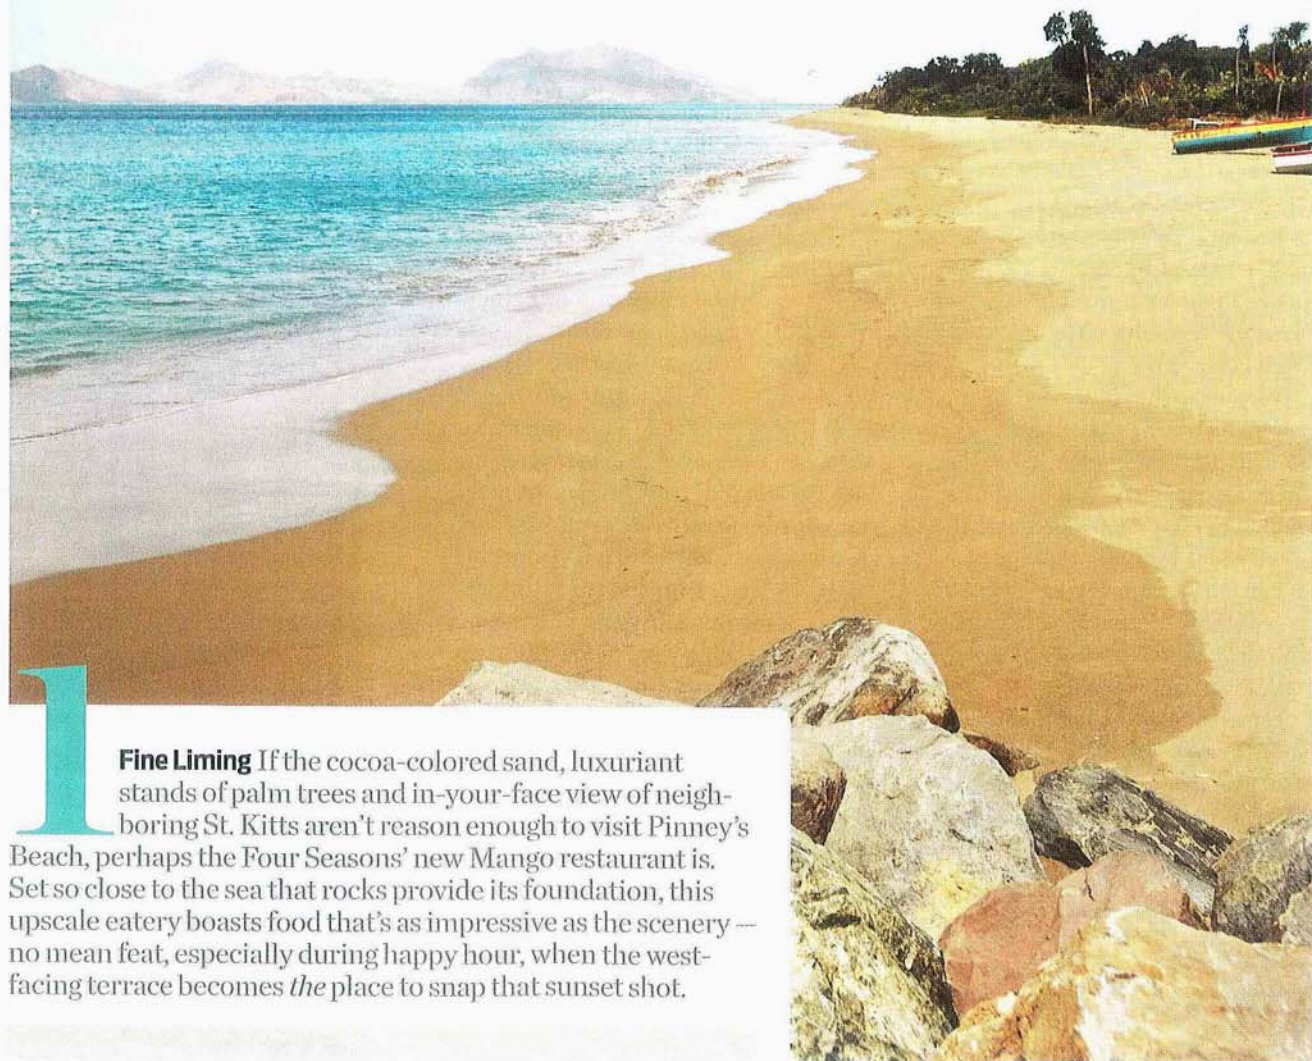 1
Fine Liming If the cocoa-colored sand, luxuriant
stands of palm trees and in-your-face view of neigh-
boring St. Kitts aren't reason enough to visit Pinney's
Beach, perhaps the Four Seasons' new Mango restaurant is.
Set so close to the sea that rocks provide its foundation, this
upscale eatery boasts food that's as impressive as the scenery —
no mean feat, especially during happy hour, when the west-
facing terrace becomes the place to snap that sunset shot.